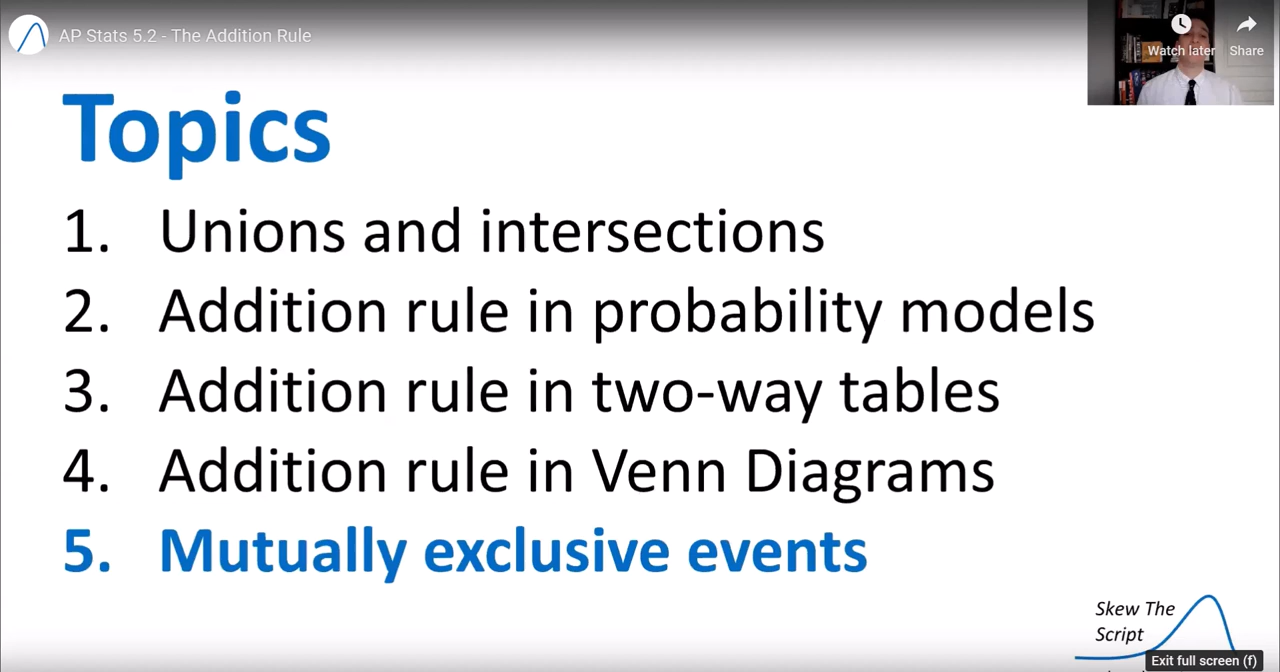 AP Stats 5.2 - The Addition Rule
Watch later
Share
Topics
1. Unions and intersections
2. Addition rule in probability models
3. Addition rule in two-way tables
4. Addition rule in Venn Diagrams
5. Mutually exclusive events
Skew The
Script
Exit full screen (f)